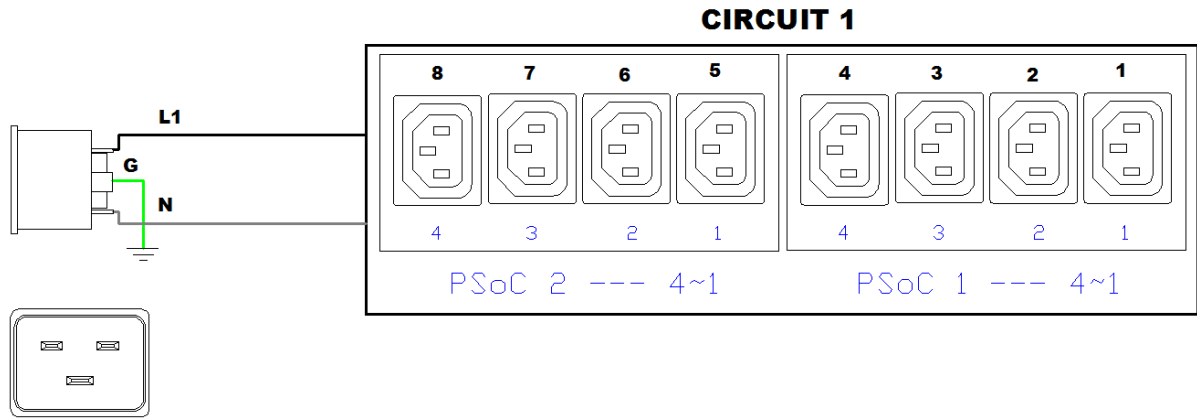 CIRCUIT 1
8 7 6 5 4 3 2 1
L1
G
N
4 3 2 1 4 3 2 1
PSoC 2 --- 4~1 PSoC 1 --- 4~1